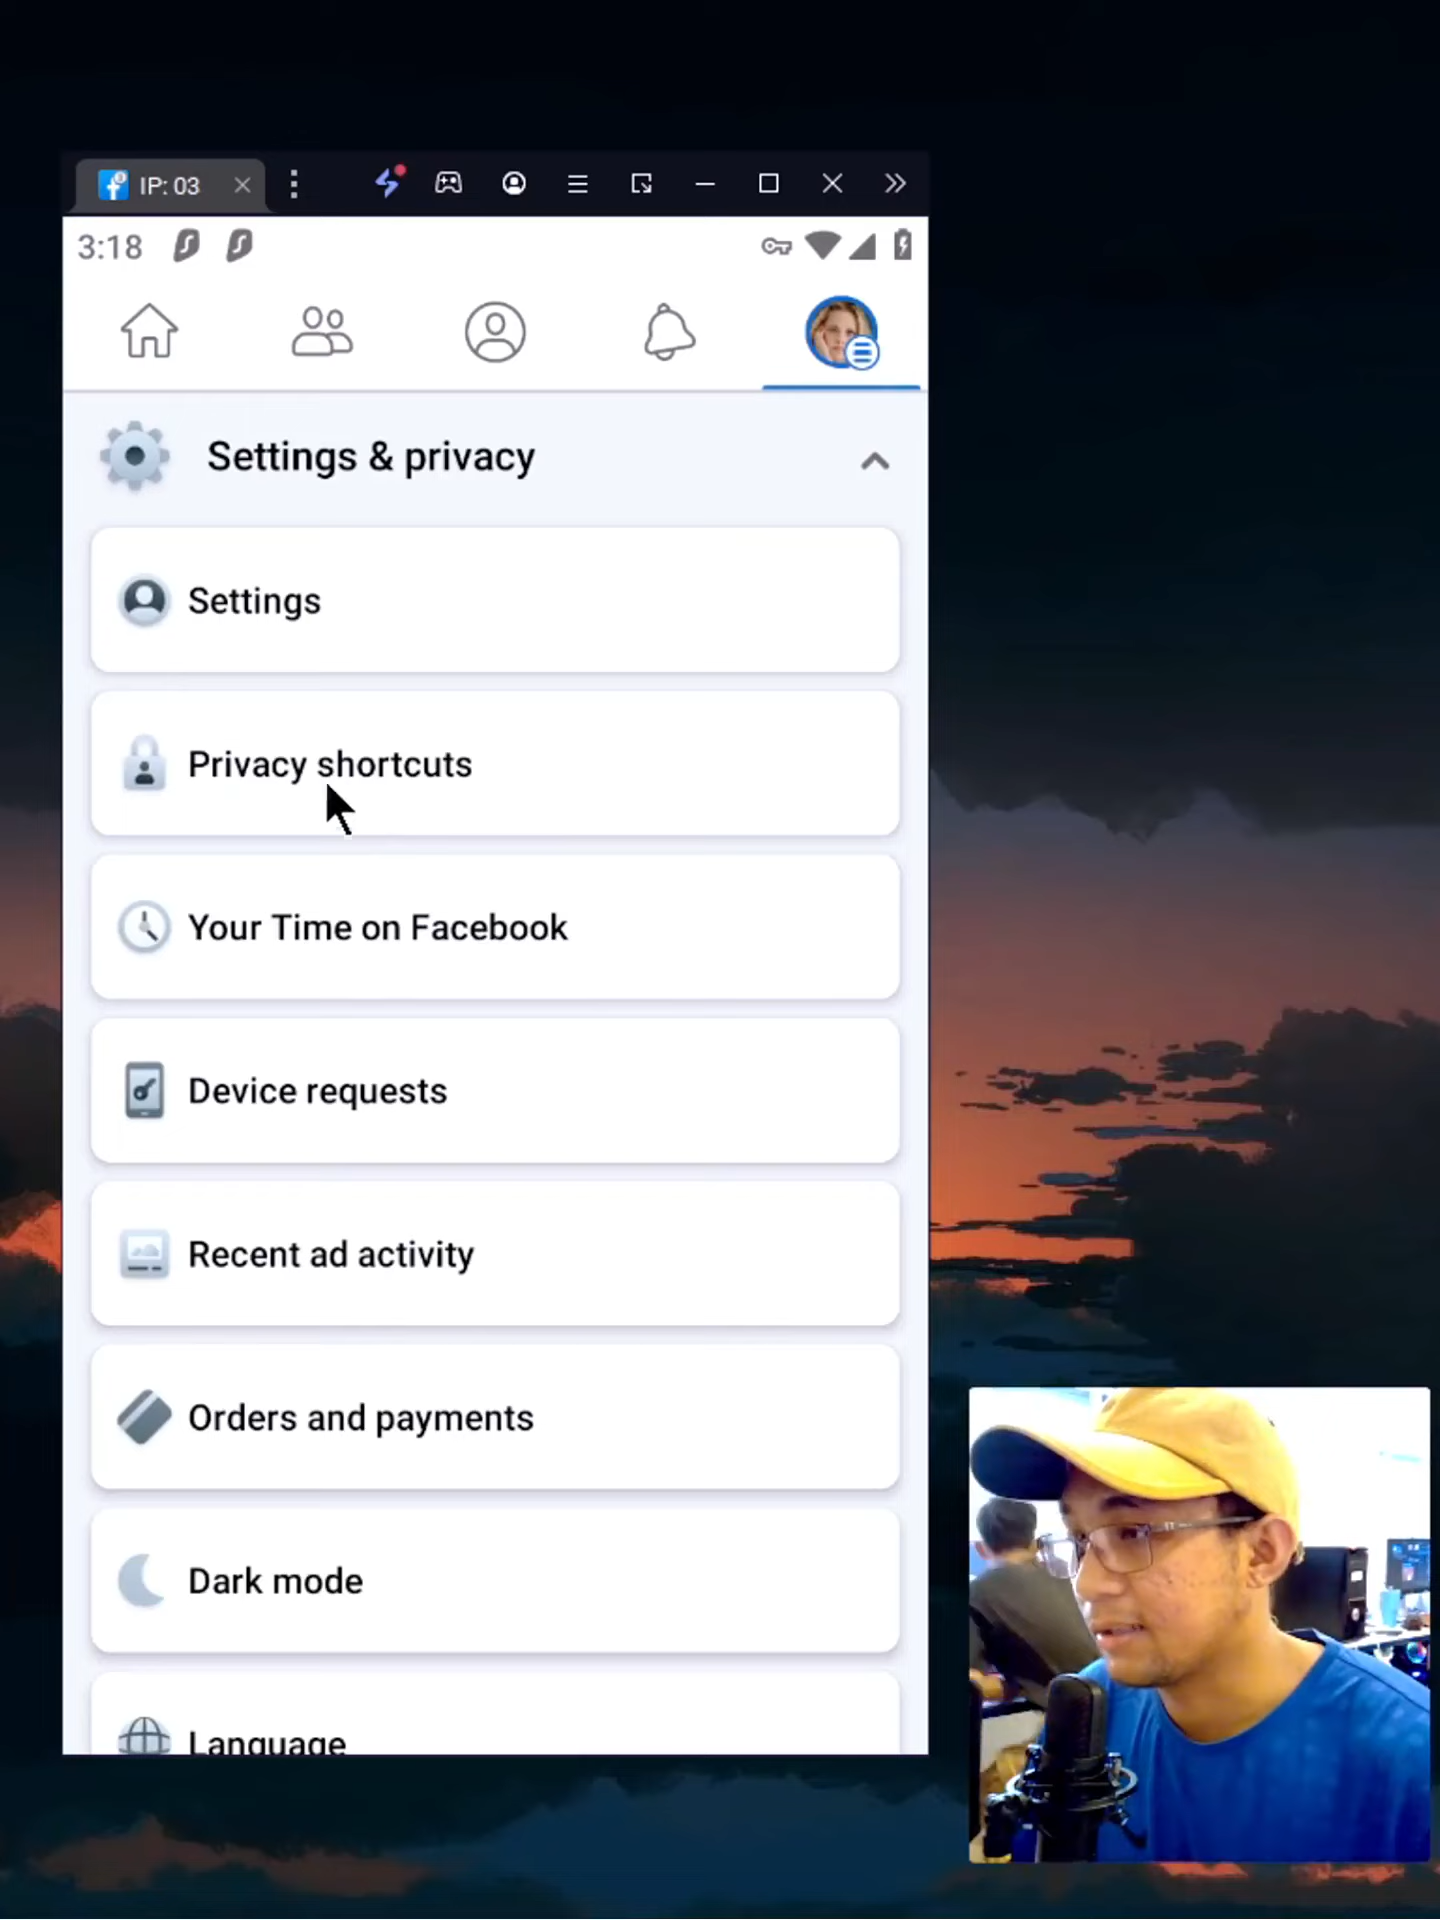 IP: 03
3:18
Settings & privacy
Settings
Privacy shortcuts
Your Time on Facebook
Device requests
Recent ad activity
Orders and payments
Dark mode
Language